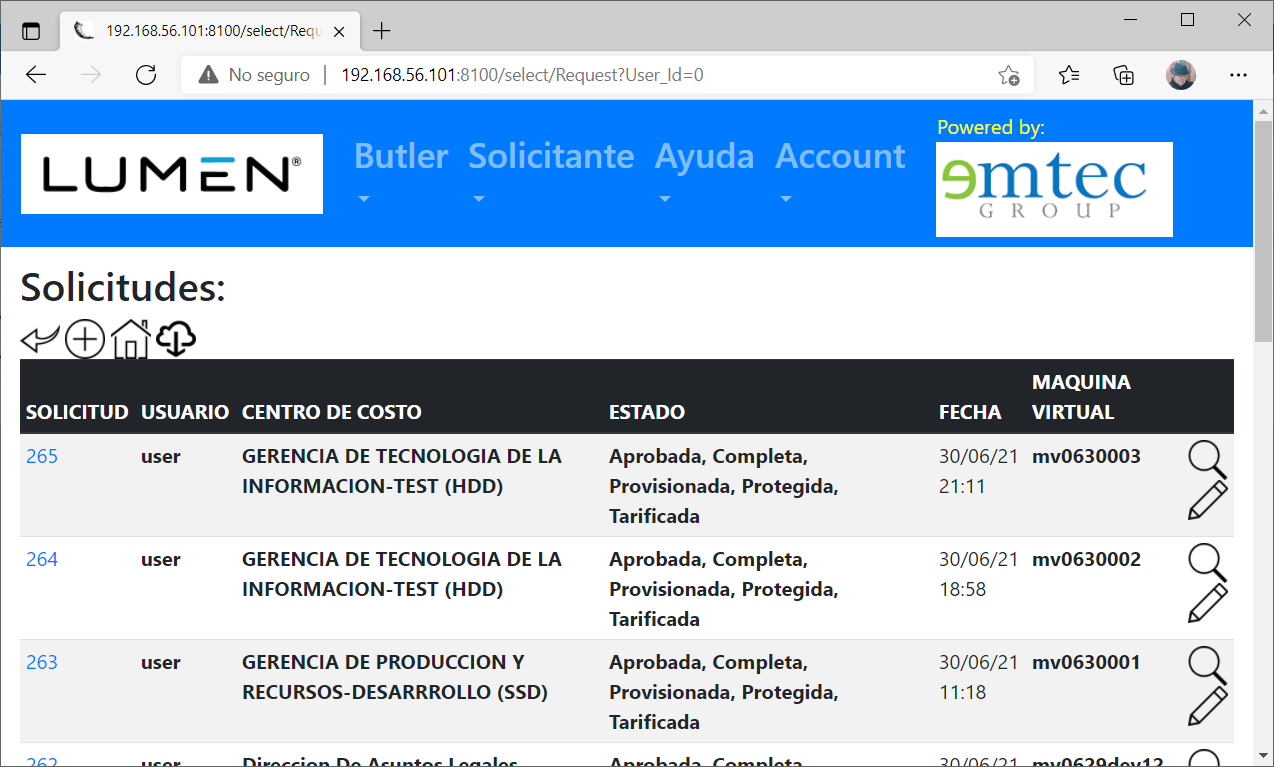 192.168.56.101:8100/select/Requ
No seguro | 192.168.56.101:8100/select/Request?User_Id=0
Powered by:
LUMEN®
Butler Solicitante Ayuda Account
emtec
GROUP
Solicitudes:
SOLICITUD USUARIO CENTRO DE COSTO ESTADO FECHA MAQUINA VIRTUAL
265 user GERENCIA DE TECNOLOGIA DE LA Aprobada, Completa, 30/06/21 mv0630003
INFORMACION-TEST (HDD) Provisionada, Protegida, 21:11
Tarificada
264 user GERENCIA DE TECNOLOGIA DE LA Aprobada, Completa, 30/06/21 mv0630002
INFORMACION-TEST (HDD) Provisionada, Protegida, 18:58
Tarificada
263 user GERENCIA DE PRODUCCION Y Aprobada, Completa, 30/06/21 mv0630001
RECURSOS-DESARRROLLO (SSD) Provisionada, Protegida, 11:18
Tarificada
262 user Direccion De Asuntos Legales Aprobada, Completa, 30/06/21 mv0629dev12